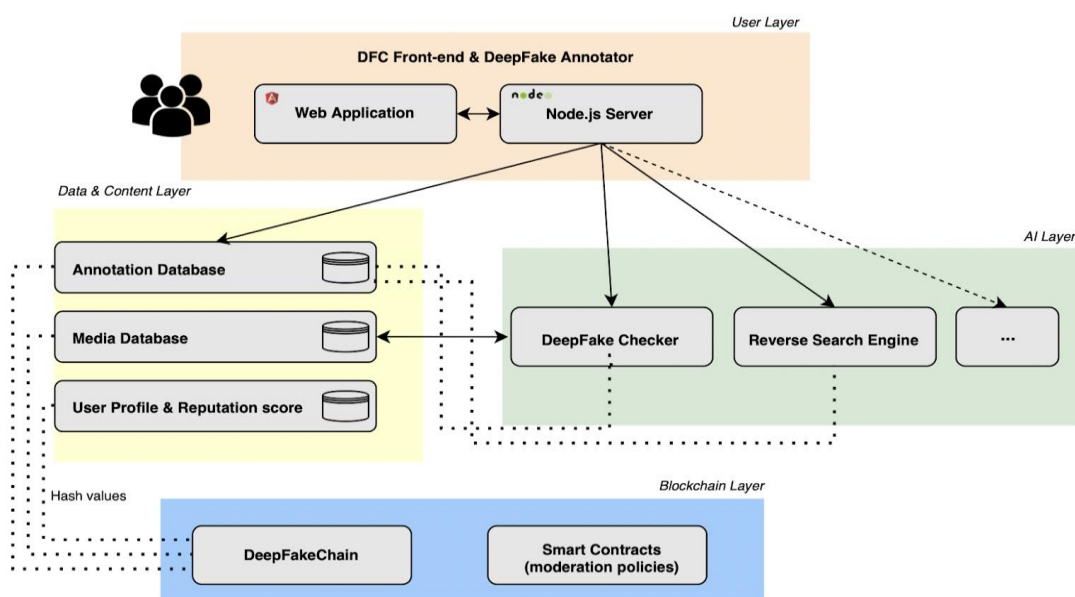 User Layer
DFC Front-end & DeepFake Annotator
Web Application
node
Node.js Server
Data & Content Layer
AI Layer
Annotation Database
Media Database
User Profile & Reputation score
DeepFake Checker
Reverse Search Engine
...
Hash values
Blockchain Layer
DeepFakeChain
Smart Contracts
(moderation policies)